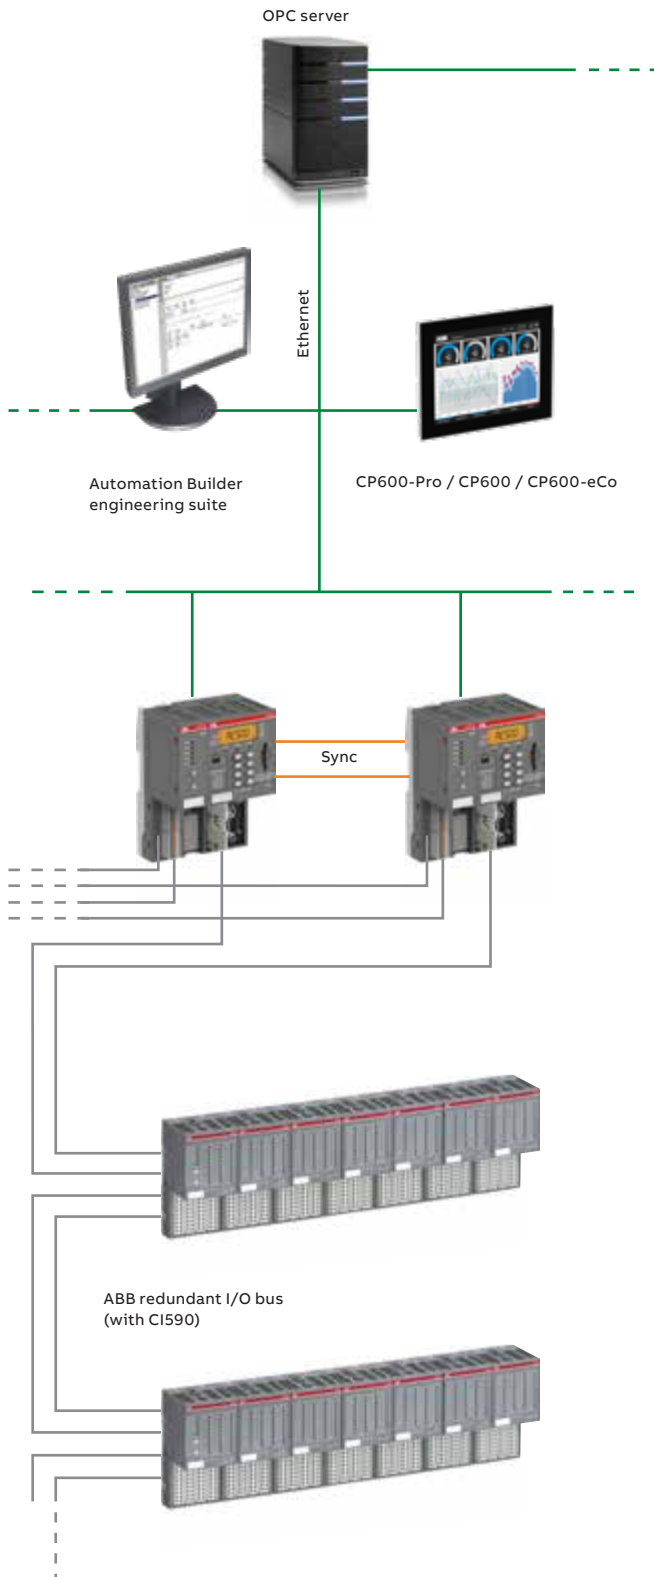 OPC server
Ethernet
Automation Builder
engineering suite
CP600-Pro / CP600 / CP600-eCo
Sync
ABB redundant I/O bus
(with CI590)